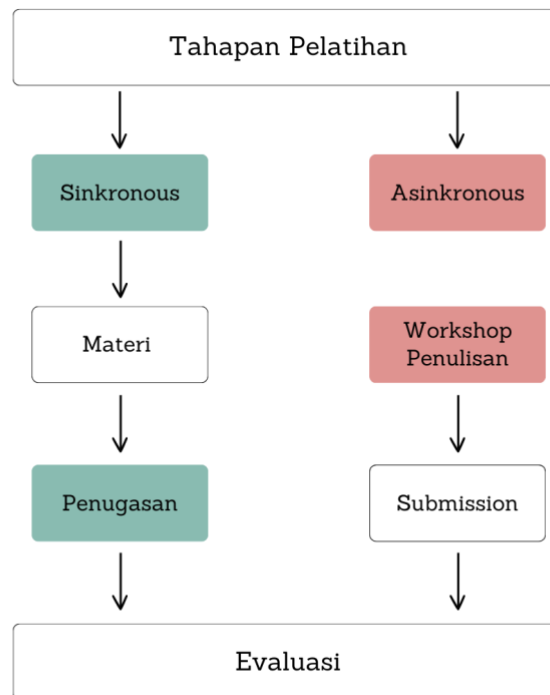 Tahapan Pelatihan
Sinkronous
Asinkronous
Materi
Workshop
Penulisan
Penugasan
Submission
Evaluasi